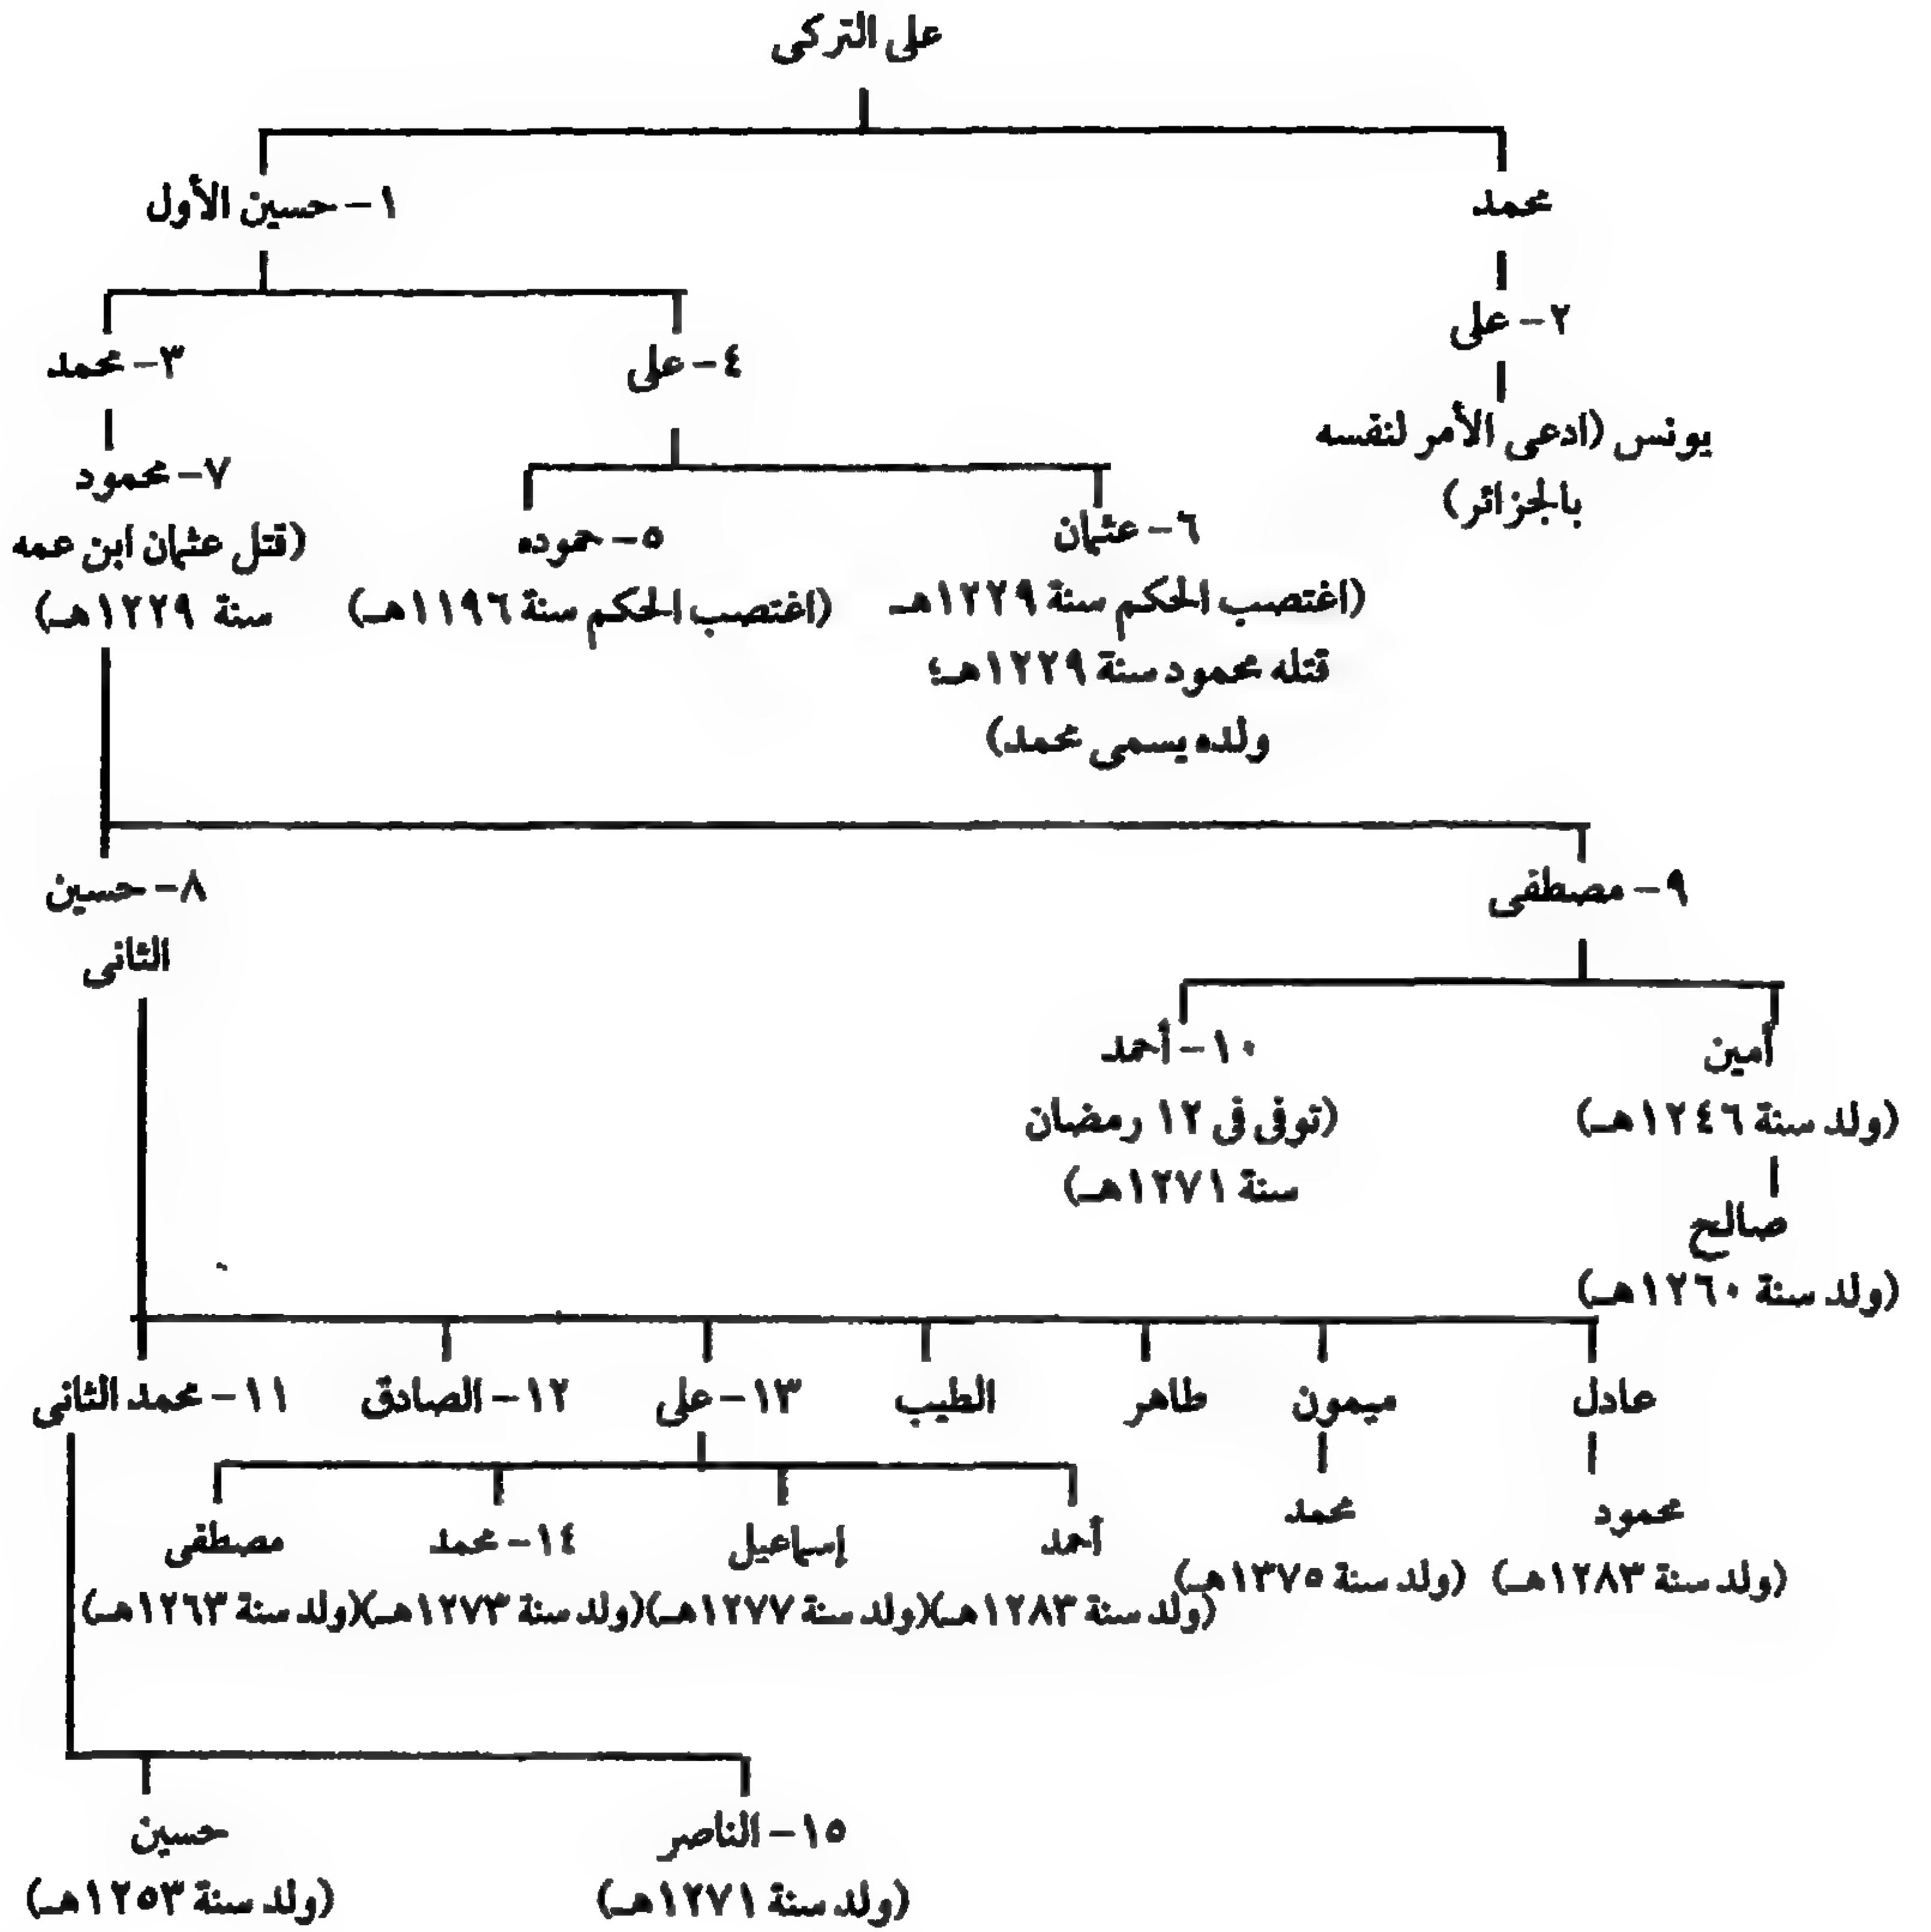 على التركى
محمد
١- حسين الأول
٢- على
٤- على
٣- محمد
يونس (ادعى الأمر لنفسه
بالجزائر)
٧- محمود
(قتل عثمان ابن عمه
سنة ١٢٢٩هـ)
٦- عثمان
(اغتصب الحكم سنة ١٢٢٩هـ
قتله محمود سنة ١٢٢٩هـ؛
ولده يسمى محمد)
٥- حموده
(اغتصب الحكم سنة ١١٩٦هـ)
٩- مصطفى
٨- حسين
الثانى
أمين
(ولد سنة ١٢٤٦هـ)
صالح
(ولد سنة ١٢٦٠هـ)
١٠- أحمد
(توفى فى ١٢ رمضان
سنة ١٢٧١هـ)
عادل
ميمون
طاهر
الطيب
١٣- على
١٢- الصادق
١١- محمد الثانى
محمود
(ولد سنة ١٢٨٣هـ)
محمد
(ولد سنة ١٣٧٥هـ)
أحمد
(ولد سنة ١٢٨٣هـ)
إسماعيل
(ولد سنة ١٢٧٧هـ)
١٤- محمد
(ولد سنة ١٢٧٣هـ)
مصطفى
(ولد سنة ١٢٦٣هـ)
١٥- الناصر
(ولد سنة ١٢٧١هـ)
حسين
(ولد سنة ١٢٥٣هـ)